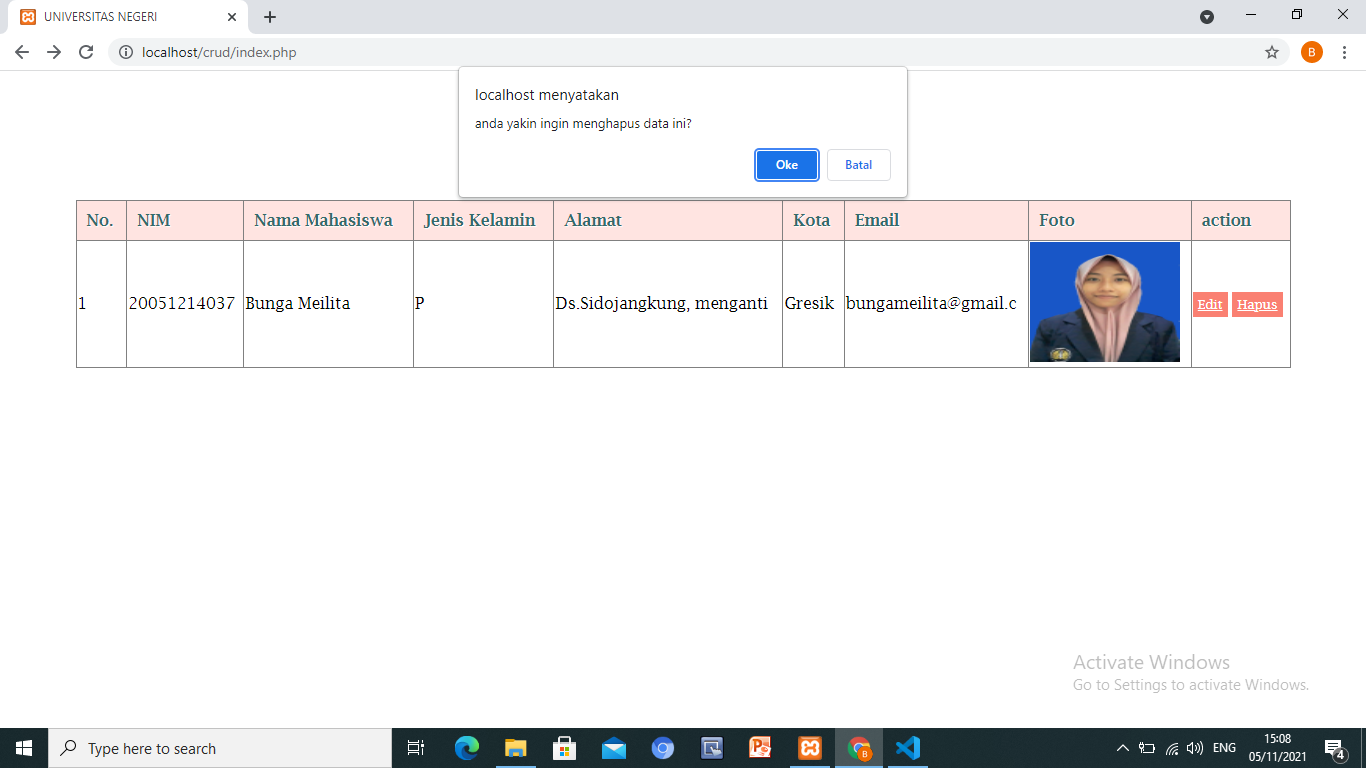 UNIVERSITAS NEGERI
localhost/crud/index.php
B
localhost menyatakan
anda yakin ingin menghapus data ini?
Oke Batal
No. NIM Nama Mahasiswa Jenis Kelamin Alamat Kota Email Foto action
1 20051214037 Bunga Meilita P Ds.Sidojangkung, menganti Gresik bungameilita@gmail.c Edit Hapus
Activate Windows
Go to Settings to activate Windows.
Type here to search
B
ENG
15:08
05/11/2021
4